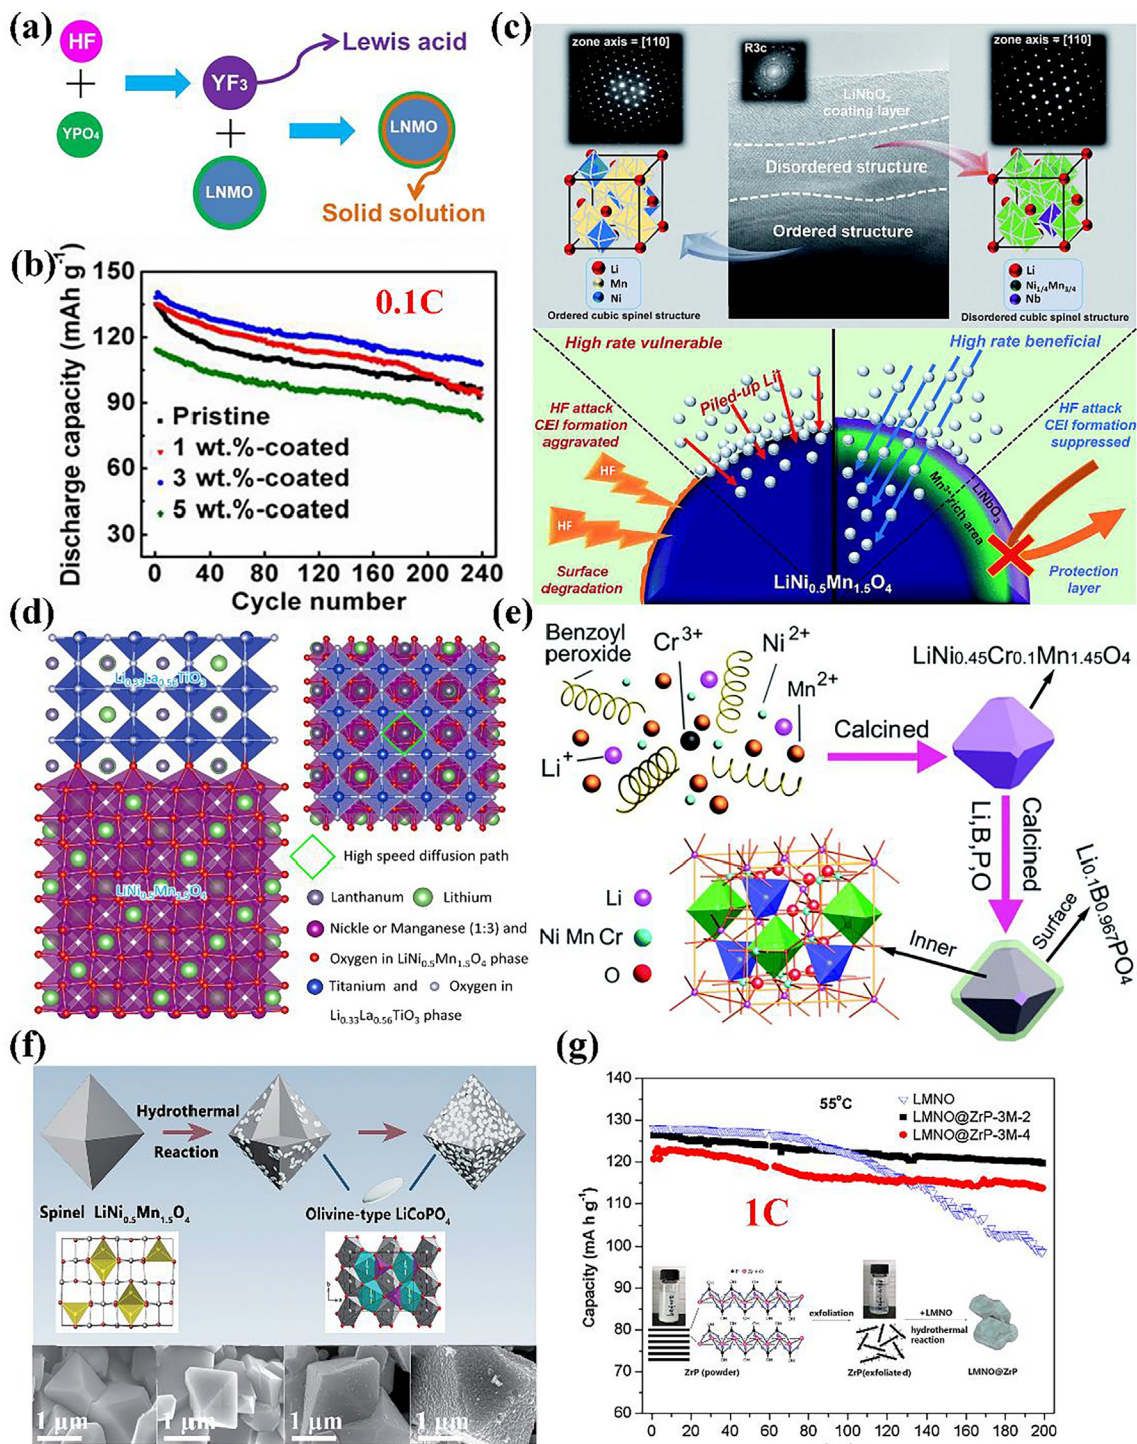 (a)
HF
YPO₄
YF₃
Lewis acid
LNMO
LNMO
Solid solution
(b)
Discharge capacity (mAh g⁻¹)
150
120
90
60
30
0.1C
Pristine
1 wt.%-coated
3 wt.%-coated
5 wt.%-coated
0 40 80 120 160 200 240
Cycle number
(c)
zone axis = [110]
R3c
zone axis = [110]
LiNbO₃
coating layer
Disordered structure
Ordered structure
Li
Mn
Ni
Ordered cubic spinel structure
Li
Ni₁/₄Mn₃/₄
Nb
Disordered cubic spinel structure
High rate vulnerable
High rate beneficial
Piled-up Li⁺
HF attack
CEI formation
aggravated
HF attack
CEI formation
suppressed
HF
HF
Mn³⁺ rich area
LiNbO₃
Surface
degradation
LiNi₀.₅Mn₁.₅O₄
Protection
layer
(d)
Li₀.₃₃La₀.₅₆TiO₃
LiNi₀.₅Mn₁.₅O₄
High speed diffusion path
Lanthanum
Lithium
Nickle or Manganese (1:3) and
Oxygen in LiNi₀.₅Mn₁.₅O₄ phase
Titanium and
Oxygen in
Li₀.₃₃La₀.₅₆TiO₃ phase
(e)
Benzoyl
peroxide
Cr³⁺
Ni²⁺
Mn²⁺
Li⁺
Calcined
LiNi₀.₄₅Cr₀.₁Mn₁.₄₅O₄
Calcined
Li,B,P,O
Surface
Li₀.₁B₀.₉₆₇PO₄
Inner
Li
Ni Mn Cr
O
(f)
Hydrothermal
Reaction
Spinel LiNi₀.₅Mn₁.₅O₄
Olivine-type LiCoPO₄
1 µm
1 µm
1 µm
1 µm
(g)
Capacity (mA h g⁻¹)
140
130
120
110
100
90
80
70
60
55°C
LMNO
LMNO@ZrP-3M-2
LMNO@ZrP-3M-4
1C
P Zr O
ZrP (powder)
exfoliation
ZrP(exfoliated)
+LMNO
hydrothermal
reaction
LMNO@ZrP
0 20 40 60 80 100 120 140 160 180 200